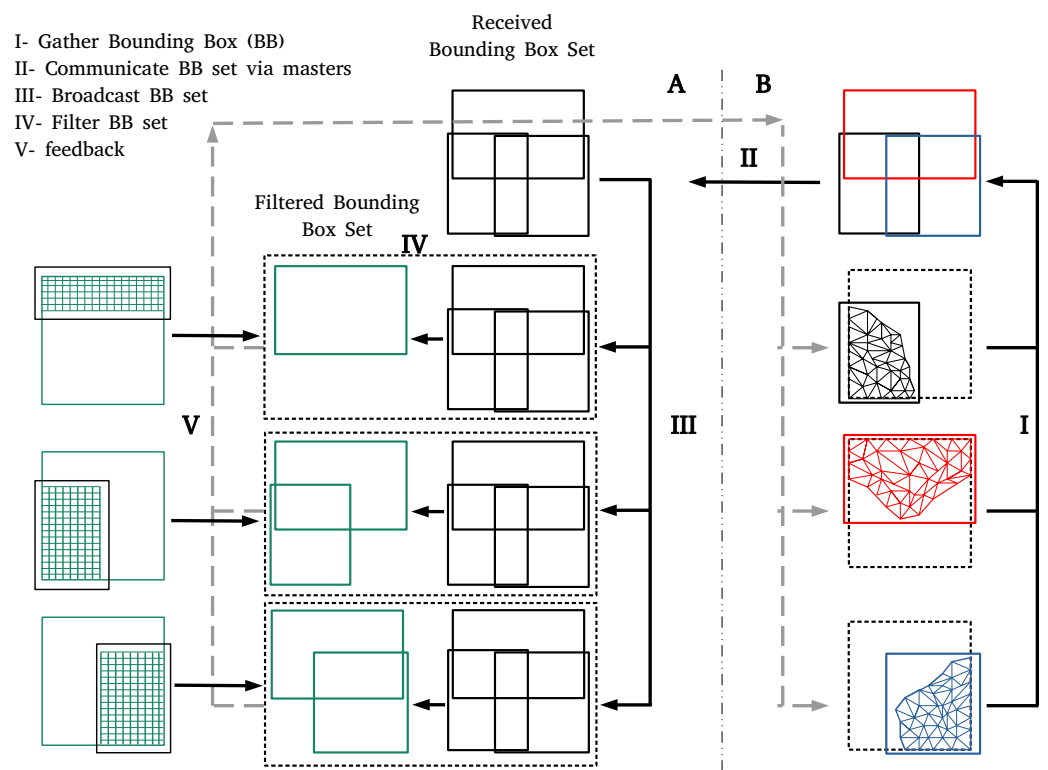 I- Gather Bounding Box (BB)
II- Communicate BB set via masters
III- Broadcast BB set
IV- Filter BB set
V- feedback
Received
Bounding Box Set
A
B
II
Filtered Bounding
Box Set
IV
V
III
I